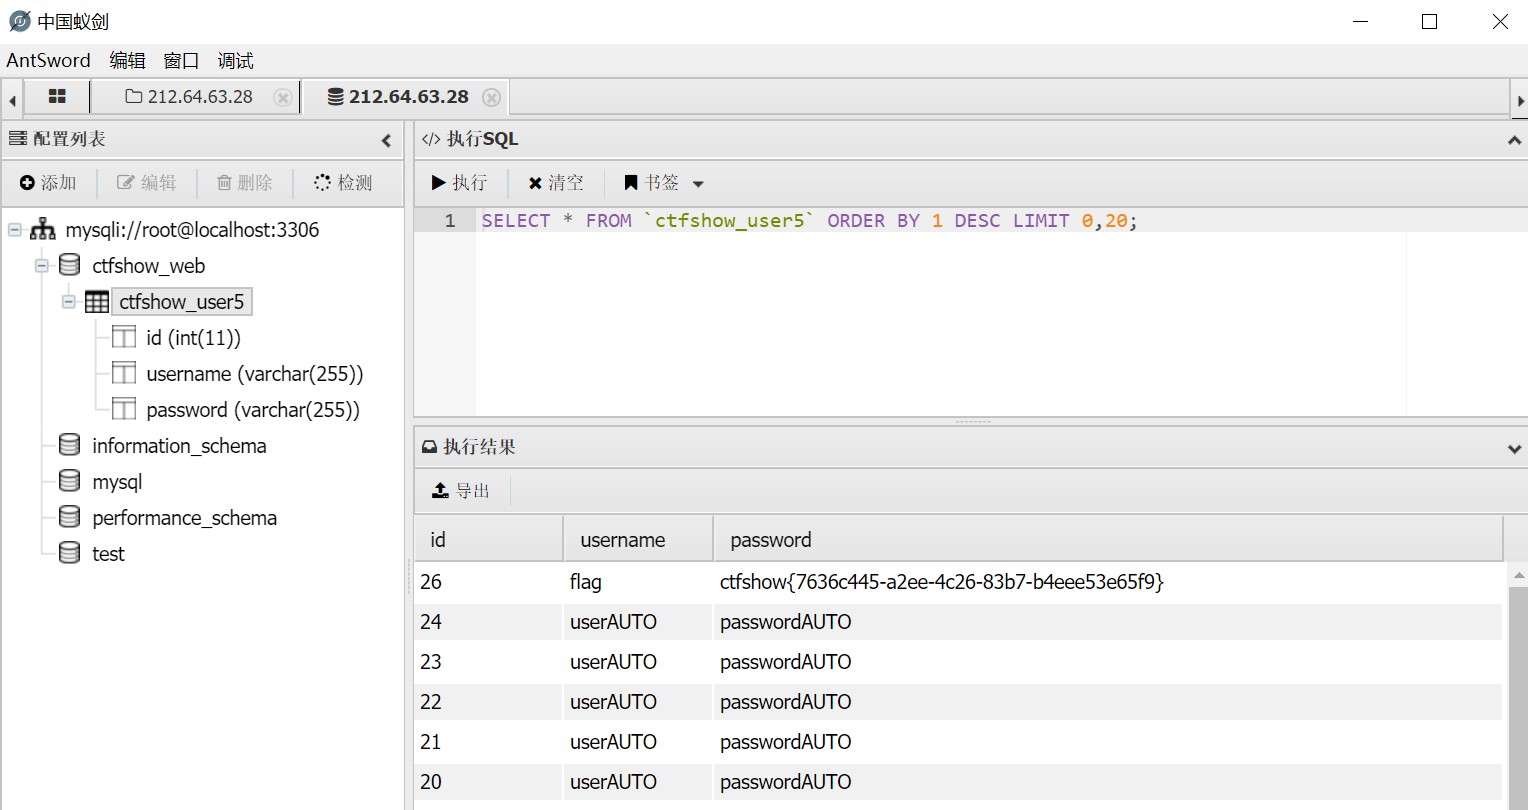 中国蚁剑
AntSword 编辑 窗口 调试
212.64.63.28 212.64.63.28
配置列表
添加 编辑 删除 检测
mysqli://root@localhost:3306
ctfshow_web
ctfshow_user5
id (int(11))
username (varchar(255))
password (varchar(255))
information_schema
mysql
performance_schema
test
</> 执行SQL
执行 清空 书签
1 SELECT * FROM `ctfshow_user5` ORDER BY 1 DESC LIMIT 0,20;
执行结果
导出
id username password
26 flag ctfshow{7636c445-a2ee-4c26-83b7-b4eee53e65f9}
24 userAUTO passwordAUTO
23 userAUTO passwordAUTO
22 userAUTO passwordAUTO
21 userAUTO passwordAUTO
20 userAUTO passwordAUTO